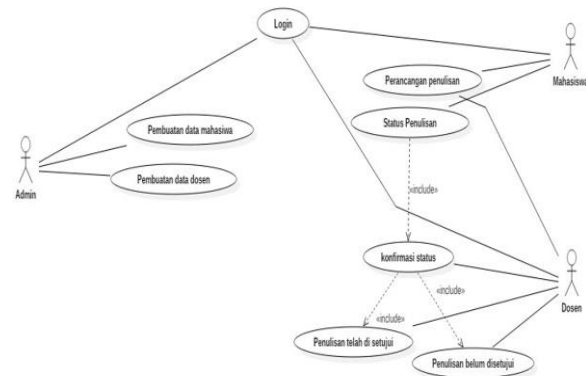 Login
Perancangan penulisan
Mahasiswa
Status Penulisan
Pembuatan data mahasiwa
Pembuatan data dosen
Admin
«include»
konfirmasi status
«include»
Dosen
«include»
Penulisan telah di setujui
Penulisan belum disetujui